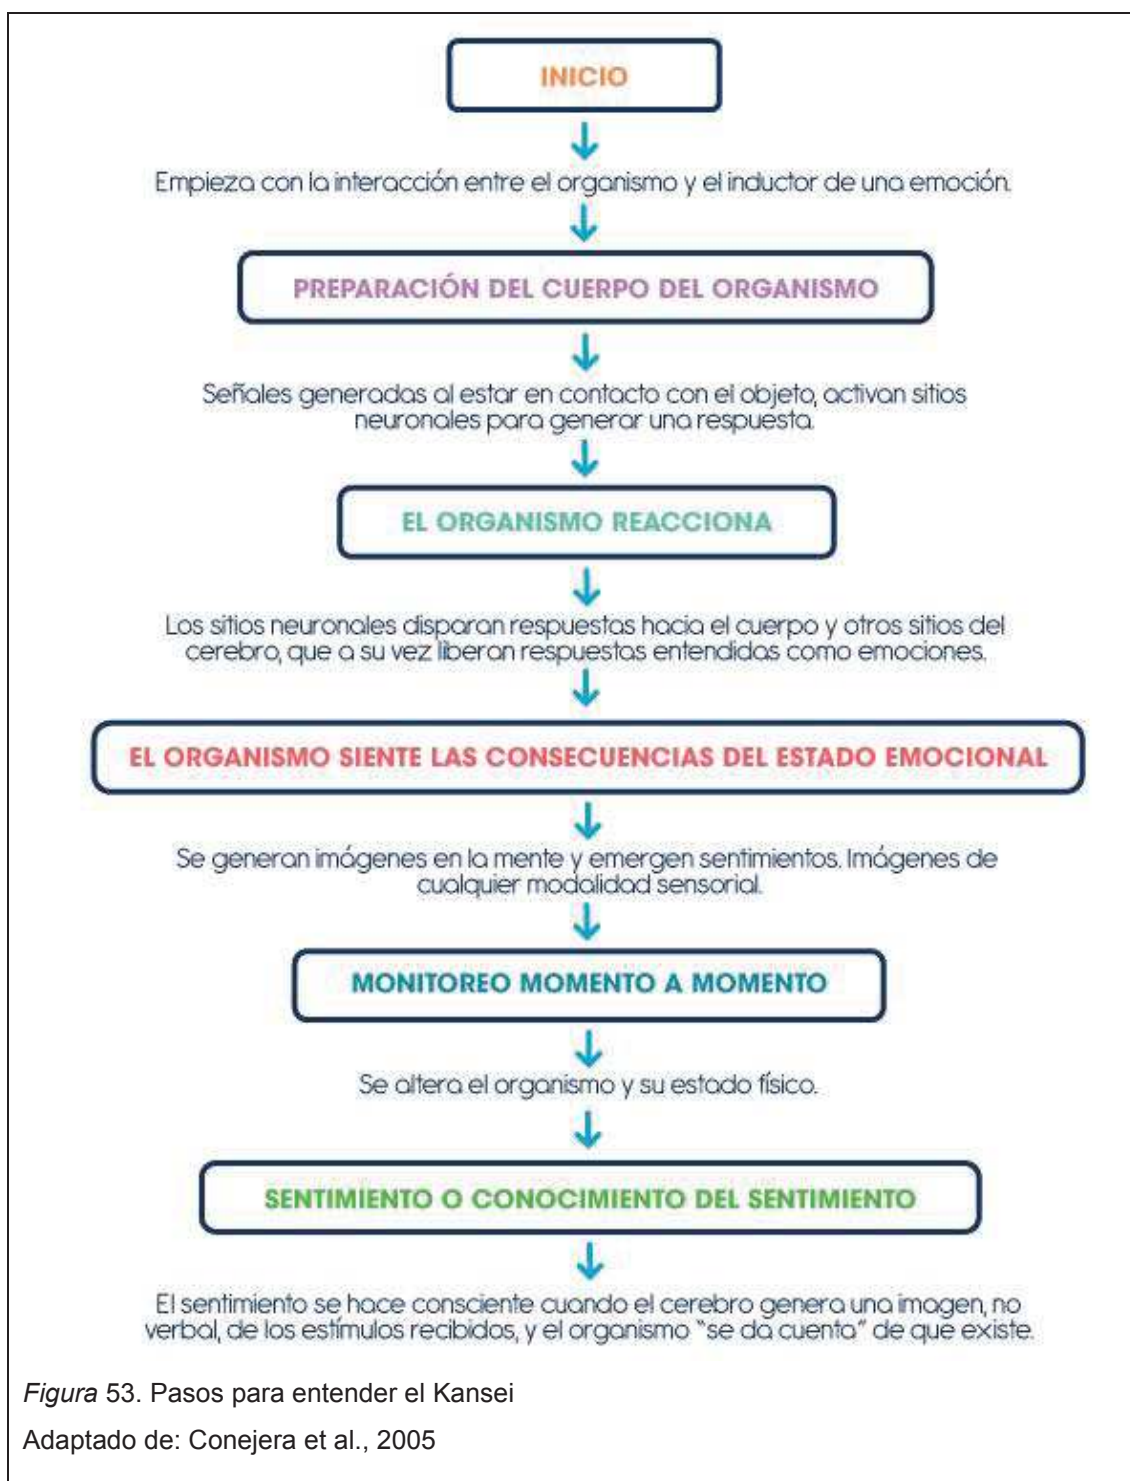 INICIO
Empieza con la interacción entre el organismo y el inductor de una emoción.
PREPARACIÓN DEL CUERPO DEL ORGANISMO
Señales generadas al estar en contacto con el objeto, activan sitios
neuronales para generar una respuesta.
EL ORGANISMO REACCIONA
Los sitios neuronales disparan respuestas hacia el cuerpo y otros sitios del
cerebro, que a su vez liberan respuestas entendidas como emociones.
EL ORGANISMO SIENTE LAS CONSECUENCIAS DEL ESTADO EMOCIONAL
Se generan imágenes en la mente y emergen sentimientos. Imágenes de
cualquier modalidad sensorial.
MONITOREO MOMENTO A MOMENTO
Se altera el organismo y su estado físico.
SENTIMIENTO O CONOCIMIENTO DEL SENTIMIENTO
El sentimiento se hace consciente cuando el cerebro genera una imagen, no
verbal, de los estímulos recibidos, y el organismo "se da cuenta" de que existe.
Figura 53. Pasos para entender el Kansei
Adaptado de: Conejera et al., 2005